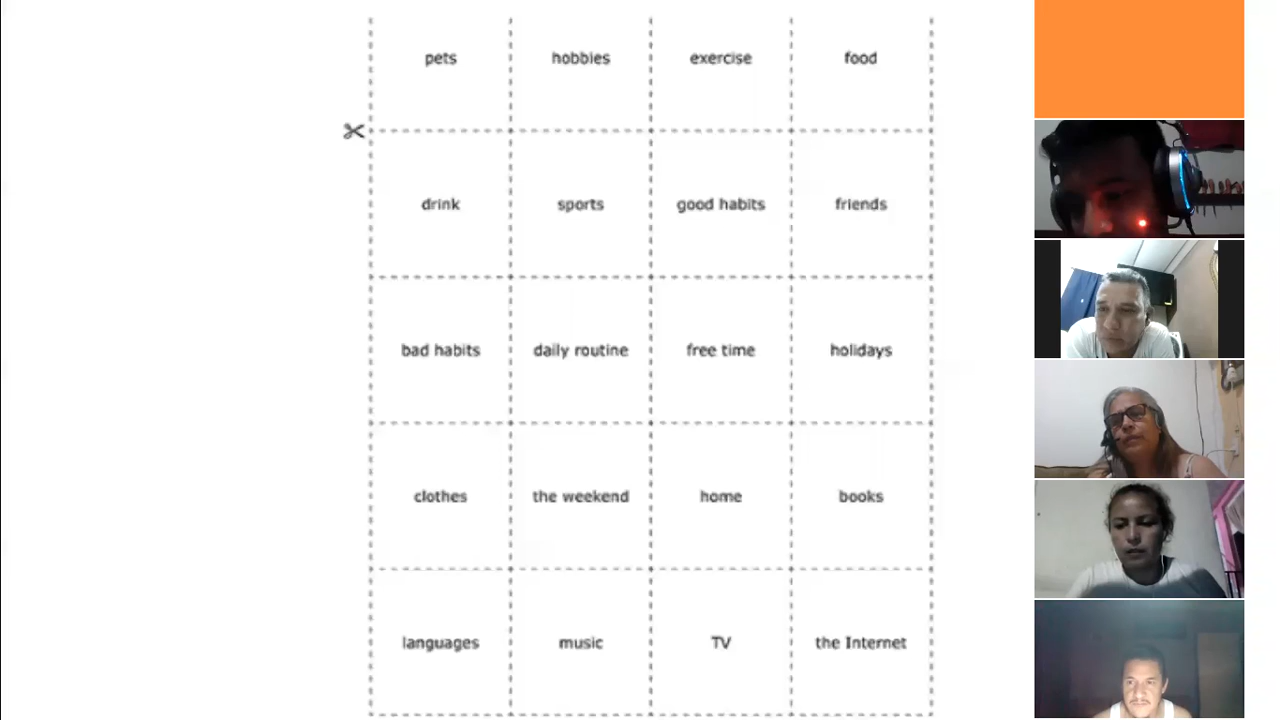 pets
hobbies
exercise
food
drink
sports
good habits
friends
bad habits
daily routine
free time
holidays
clothes
the weekend
home
books
languages
music
TV
the Internet